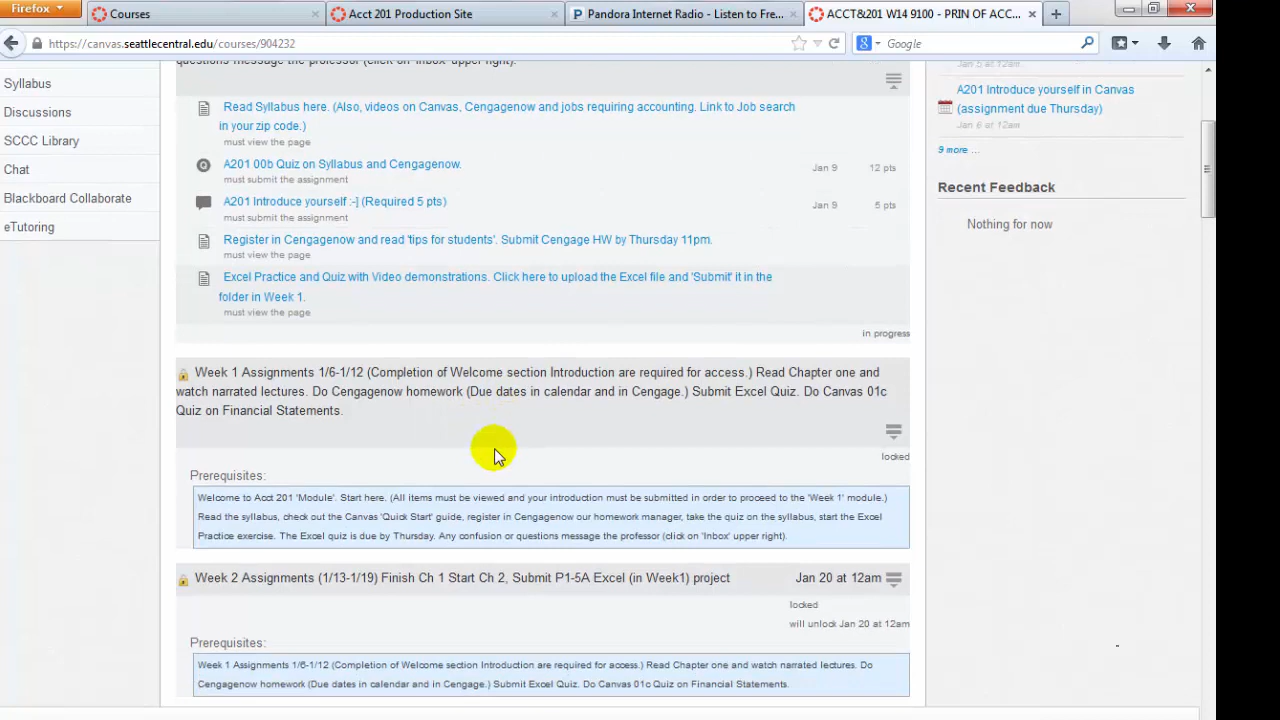 Firefox
Courses
Acct 201 Production Site
Pandora Internet Radio - Listen to Fre...
ACCT&201 W14 9100 - PRIN OF ACC...
https://canvas.seattlecentral.edu/courses/904232
Google
questions message the professor (click on 'Inbox' upper right).
Syllabus
Discussions
SCCC Library
Chat
Blackboard Collaborate
eTutoring
Read Syllabus here. (Also, videos on Canvas, Cengagenow and jobs requiring accounting. Link to Job search
in your zip code.)
must view the page
A201 00b Quiz on Syllabus and Cengagenow.
Jan 9
12 pts
must submit the assignment
A201 Introduce yourself :-] (Required 5 pts)
Jan 9
5 pts
must submit the assignment
Register in Cengagenow and read 'tips for students'. Submit Cengage HW by Thursday 11pm.
must view the page
Excel Practice and Quiz with Video demonstrations. Click here to upload the Excel file and 'Submit' it in the
folder in Week 1.
must view the page
in progress
Week 1 Assignments 1/6-1/12 (Completion of Welcome section Introduction are required for access.) Read Chapter one and
watch narrated lectures. Do Cengagenow homework (Due dates in calendar and in Cengage.) Submit Excel Quiz. Do Canvas 01c
Quiz on Financial Statements.
locked
Prerequisites:
Welcome to Acct 201 'Module'. Start here. (All items must be viewed and your introduction must be submitted in order to proceed to the 'Week 1' module.)
Read the syllabus, check out the Canvas 'Quick Start' guide, register in Cengagenow our homework manager, take the quiz on the syllabus, start the Excel
Practice exercise. The Excel quiz is due by Thursday. Any confusion or questions message the professor (click on 'Inbox' upper right).
Week 2 Assignments (1/13-1/19) Finish Ch 1 Start Ch 2, Submit P1-5A Excel (in Week1) project
Jan 20 at 12am
locked
will unlock Jan 20 at 12am
Prerequisites:
Week 1 Assignments 1/6-1/12 (Completion of Welcome section Introduction are required for access.) Read Chapter one and watch narrated lectures. Do
Cengagenow homework (Due dates in calendar and in Cengage.) Submit Excel Quiz. Do Canvas 01c Quiz on Financial Statements.
Jan 5 at 12am
A201 Introduce yourself in Canvas
(assignment due Thursday)
Jan 6 at 12am
9 more ...
Recent Feedback
Nothing for now